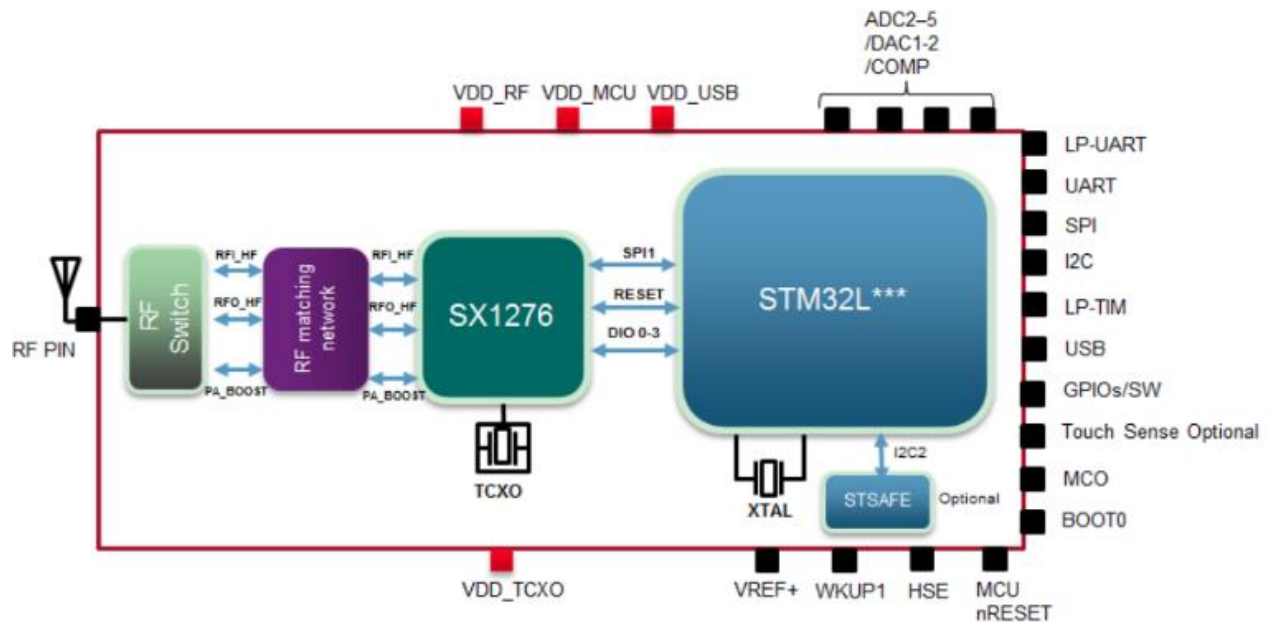 ADC2–5
/DAC1-2
/COMP
VDD_RF
VDD_MCU
VDD_USB
LP-UART
UART
SPI
I2C
LP-TIM
USB
GPIOs/SW
Touch Sense Optional
MCO
BOOT0
RF PIN
RF
Switch
RFI_HF
RFO_HF
PA_BOOST
RF matching
network
RFI_HF
RFO_HF
PA_BOOST
SX1276
SPI1
RESET
DIO 0-3
STM32L***
TCXO
XTAL
I2C2
STSAFE
Optional
VDD_TCXO
VREF+
WKUP1
HSE
MCU
nRESET